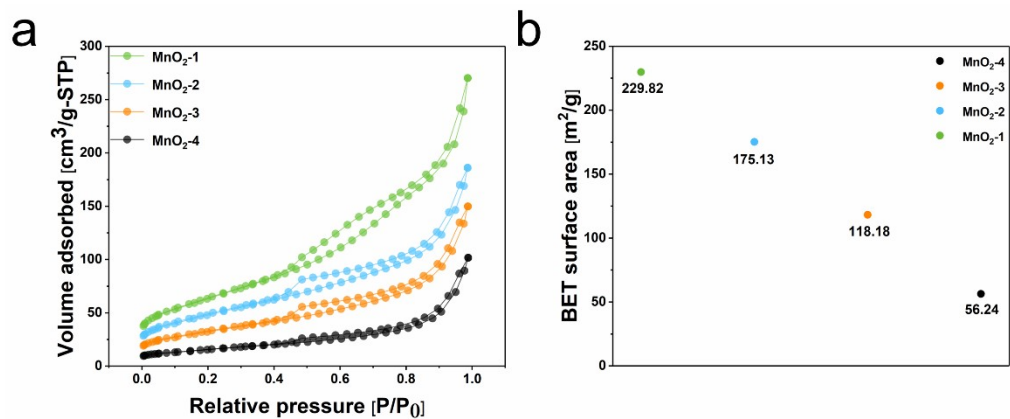 a
Volume adsorbed [cm³/g-STP]
300
250
200
150
100
50
0
MnO₂-1
MnO₂-2
MnO₂-3
MnO₂-4
0.0 0.2 0.4 0.6 0.8 1.0
Relative pressure [P/P₀]
b
BET surface area [m²/g]
250
200
150
100
50
0
229.82
175.13
118.18
56.24
MnO₂-4
MnO₂-3
MnO₂-2
MnO₂-1